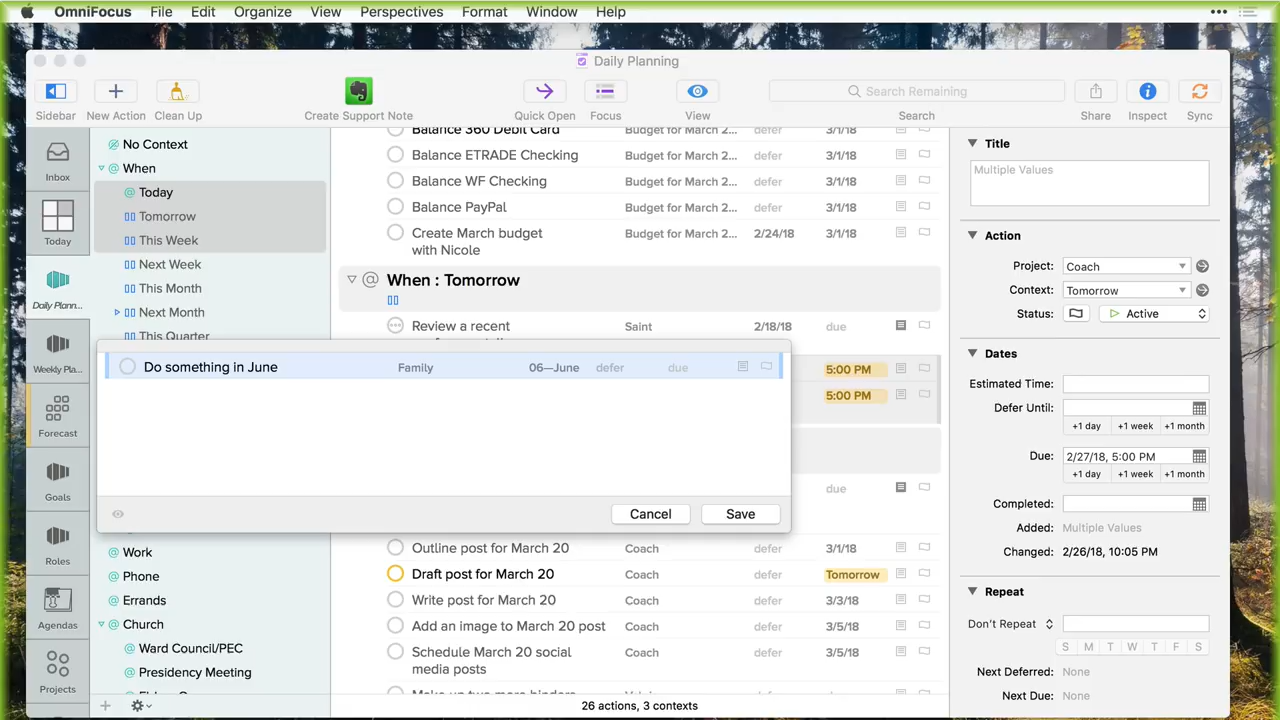 OmniFocus File Edit Organize View Perspectives Format Window Help
Daily Planning
Search Remaining
Sidebar New Action Clean Up Create Support Note Quick Open Focus View Search Share Inspect Sync
Inbox
Today
Daily Plann...
Weekly Pla...
Forecast
Goals
Roles
Agendas
Projects
No Context
When
Today
Tomorrow
This Week
Next Week
This Month
Next Month
This Quarter
Work
Phone
Errands
Church
Ward Council/PEC
Presidency Meeting
Balance 360 Debit Card Budget for March 2... defer 3/1/18
Balance ETRADE Checking Budget for March 2... defer 3/1/18
Balance WF Checking Budget for March 2... defer 3/1/18
Balance PayPal Budget for March 2... defer 3/1/18
Create March budget Budget for March 2... 2/24/18 3/1/18
with Nicole
When : Tomorrow
Review a recent Saint 2/18/18 due
5:00 PM
5:00 PM
due
Do something in June Family 06—June defer due
Cancel Save
Outline post for March 20 Coach defer 3/1/18
Draft post for March 20 Coach defer Tomorrow
Write post for March 20 Coach defer 3/3/18
Add an image to March 20 post Coach defer 3/5/18
Schedule March 20 social Coach defer 3/5/18
media posts
26 actions, 3 contexts
Title
Multiple Values
Action
Project: Coach
Context: Tomorrow
Status: Active
Dates
Estimated Time:
Defer Until:
+1 day +1 week +1 month
Due: 2/27/18, 5:00 PM
+1 day +1 week +1 month
Completed:
Added: Multiple Values
Changed: 2/26/18, 10:05 PM
Repeat
Don't Repeat
S M T W T F S
Next Deferred: None
Next Due: None